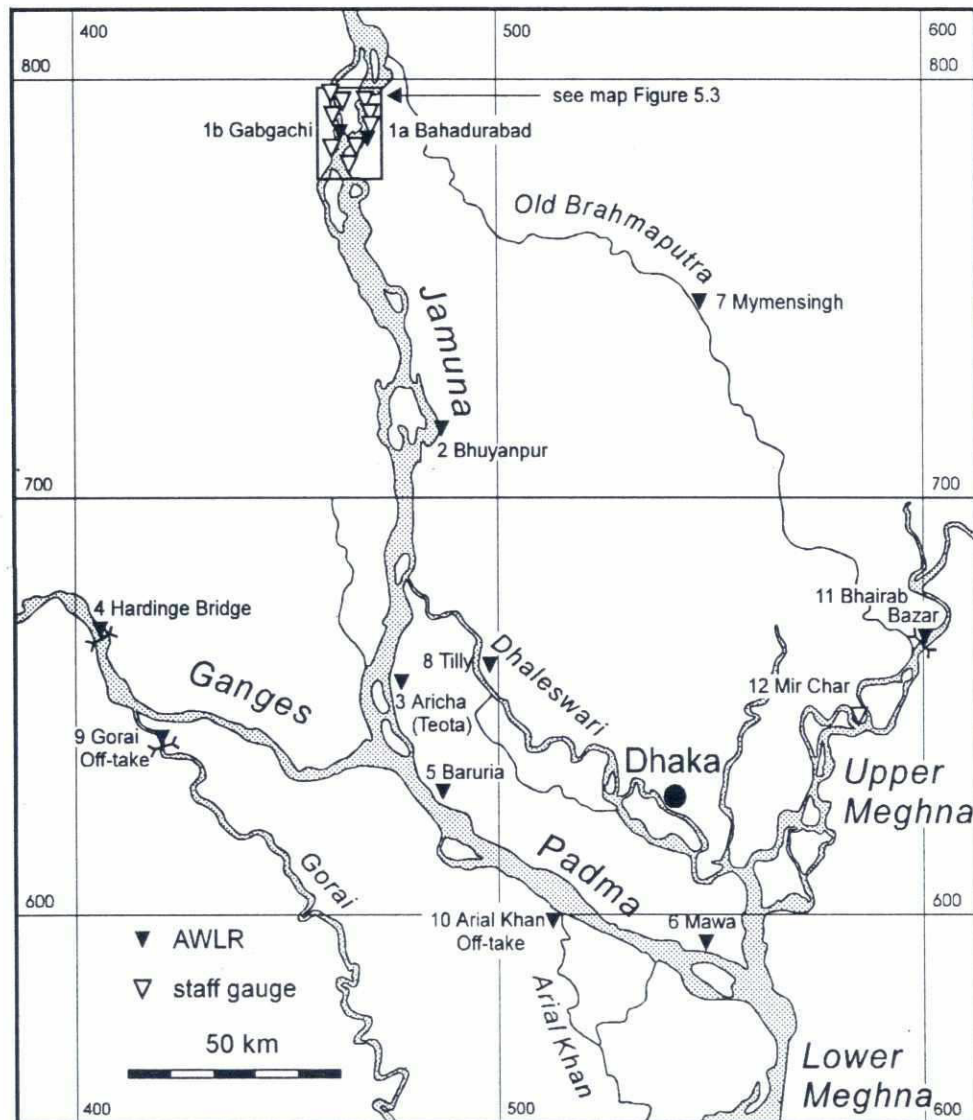 400
500
600
800
800
see map Figure 5.3
1b Gabgachi
1a Bahadurabad
Old Brahmaputra
7 Mymensingh
Jamuna
2 Bhuyanpur
700
700
11 Bhairab
Bazar
4 Hardinge Bridge
8 Tilly
Dhaleswari
12 Mir Char
Ganges
3 Aricha
(Teota)
9 Gorai
Off-take
Dhaka
5 Baruria
Upper
Meghna
Padma
Gorai
600
600
10 Arial Khan
Off-take
6 Mawa
AWLR
staff gauge
Arial Khan
50 km
Lower
Meghna
400
500
600